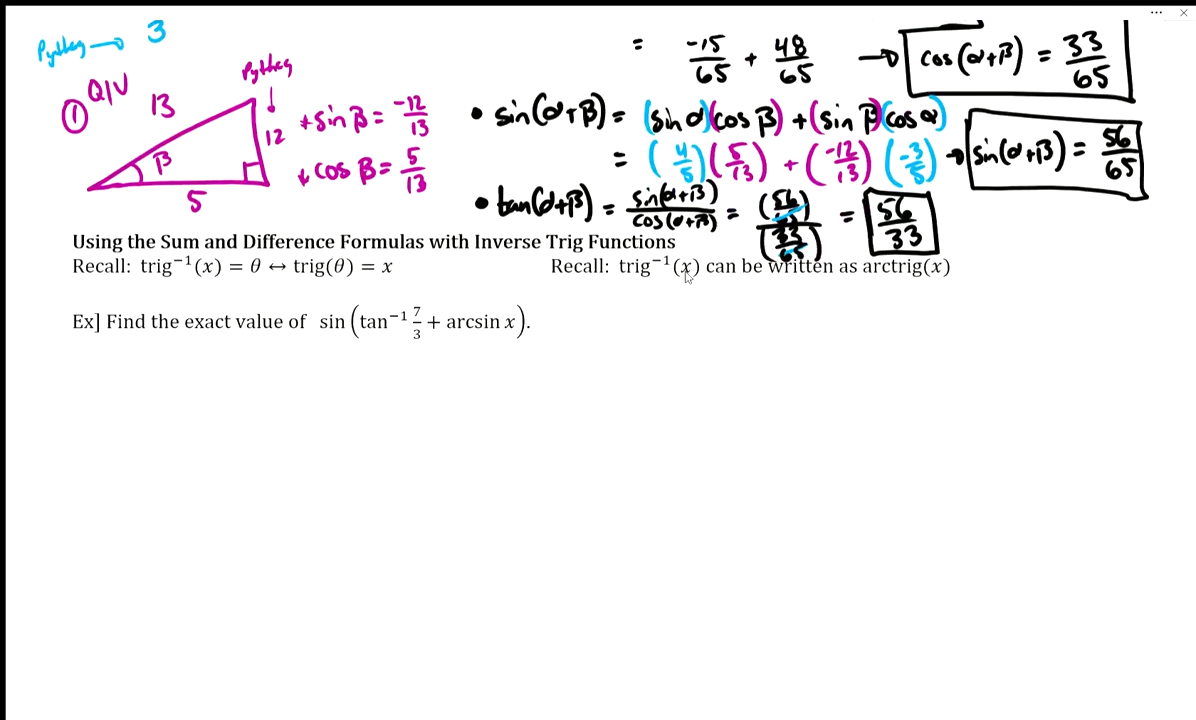 Pytheg → 3
① QIV
13
Pytheg
↓
12
β
5
→ sin β = -12/13
→ cos β = 5/13
= -15/65 + 48/65 → cos(α+β) = 33/65
• sin(α+β) = (sin α)(cos β) + (sin β)(cos α)
= (4/5)(5/13) + (-12/13)(-3/5) → sin(α+β) = 56/65
• tan(α+β) = sin(α+β)/cos(α+β) = (56/65)/(33/65) = 56/33
Using the Sum and Difference Formulas with Inverse Trig Functions
Recall: trig⁻¹(x) = θ ↔ trig(θ) = x
Recall: trig⁻¹(x) can be written as arctrig(x)
Ex] Find the exact value of sin(tan⁻¹ 7/3 + arcsin x).